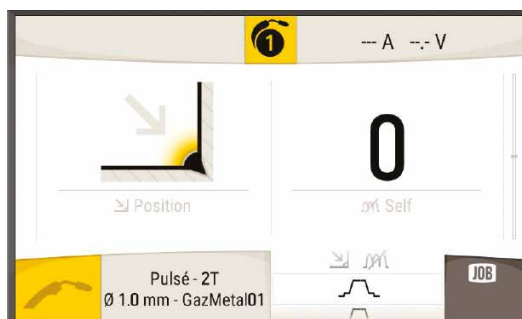 1
--- A --.- V
0
Position
Self
Pulsé - 2T
Ø 1.0 mm - GazMetal01
JOB